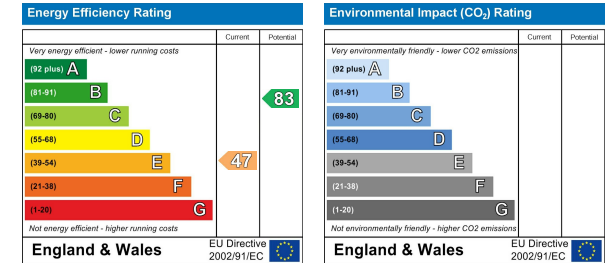 Energy Efficiency Rating
Current Potential
Very energy efficient - lower running costs
(92 plus) A
(81-91) B
83
(69-80) C
(55-68) D
(39-54) E
47
(21-38) F
(1-20) G
Not energy efficient - higher running costs
England & Wales
EU Directive
2002/91/EC
Environmental Impact (CO2) Rating
Current Potential
Very environmentally friendly - lower CO2 emissions
(92 plus) A
(81-91) B
(69-80) C
(55-68) D
(39-54) E
(21-38) F
(1-20) G
Not environmentally friendly - higher CO2 emissions
England & Wales
EU Directive
2002/91/EC